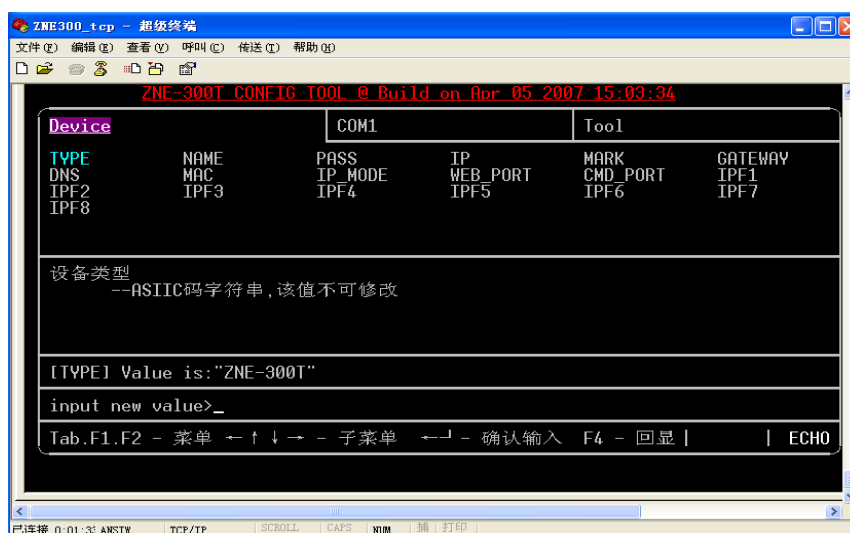 ZNE300_tcp - 超级终端
文件(F) 编辑(E) 查看(V) 呼叫(C) 传送(T) 帮助(H)
ZNE-300T CONFIG TOOL @ Build on Apr 05 2007 15:03:34
Device COM1 Tool
TYPE NAME PASS IP MARK GATEWAY
DNS MAC IP_MODE WEB_PORT CMD_PORT IPF1
IPF2 IPF3 IPF4 IPF5 IPF6 IPF7
IPF8
设备类型
--ASIIC码字符串,该值不可修改
[TYPE] Value is:"ZNE-300T"
input new value>_
Tab.F1.F2 - 菜单 ←↑↓→ - 子菜单 ←┘ - 确认输入 F4 - 回显| | ECHO
已连接 0:01:3 ANSIW TCP/IP SCROLL CAPS NUM 捕 打印